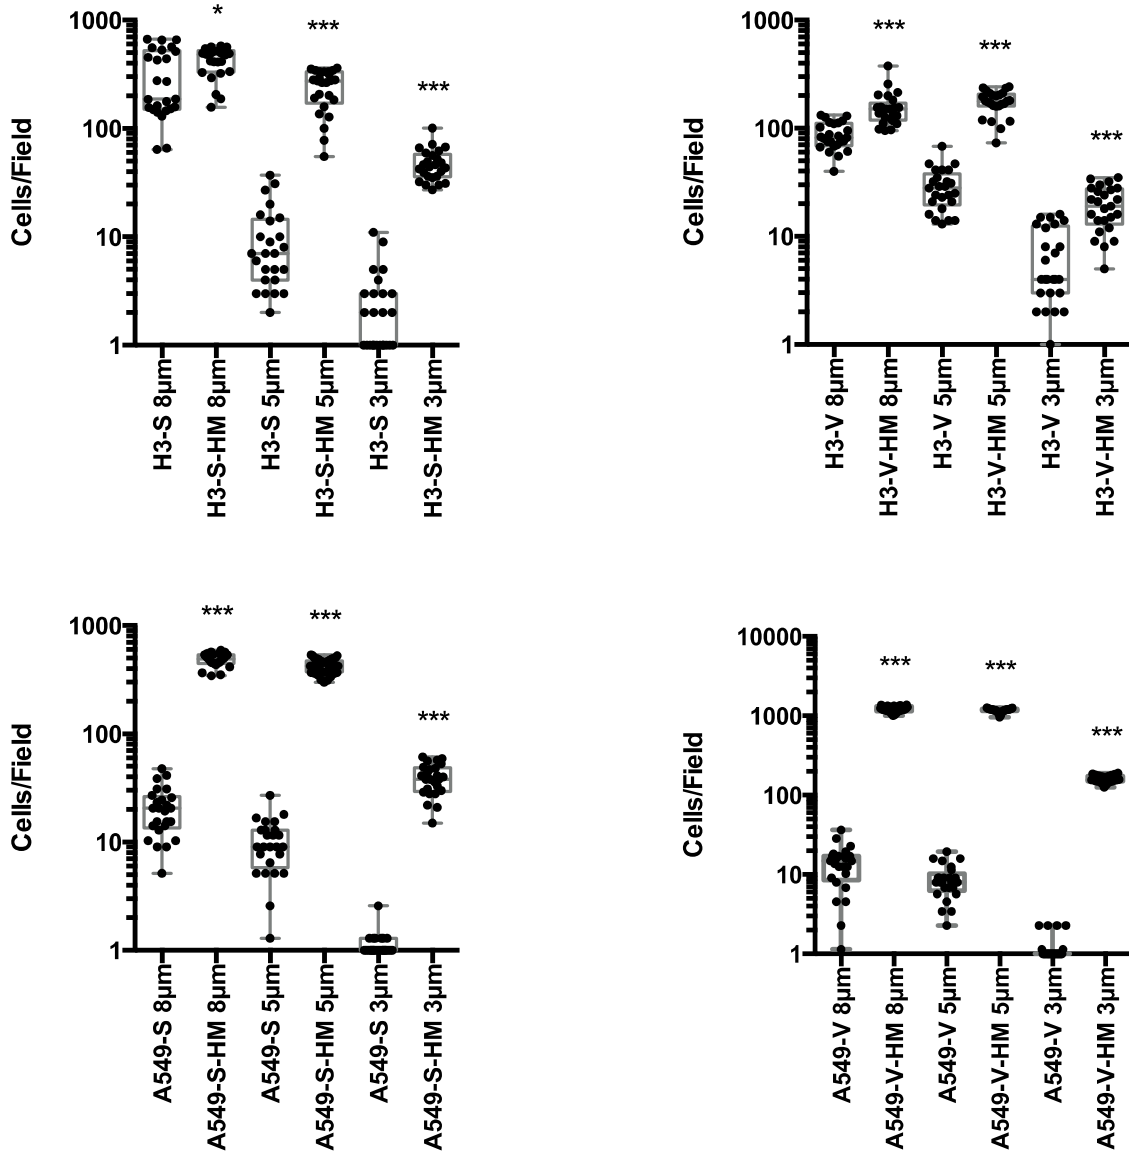 1000
100
10
1
Cells/Field
*
***
***
H3-S 8μm
H3-S-HM 8μm
H3-S 5μm
H3-S-HM 5μm
H3-S 3μm
H3-S-HM 3μm
1000
100
10
1
Cells/Field
***
***
***
H3-V 8μm
H3-V-HM 8μm
H3-V 5μm
H3-V-HM 5μm
H3-V 3μm
H3-V-HM 3μm
1000
100
10
1
Cells/Field
***
***
***
A549-S 8μm
A549-S-HM 8μm
A549-S 5μm
A549-S-HM 5μm
A549-S 3μm
A549-S-HM 3μm
10000
1000
100
10
1
Cells/Field
***
***
***
A549-V 8μm
A549-V-HM 8μm
A549-V 5μm
A549-V-HM 5μm
A549-V 3μm
A549-V-HM 3μm